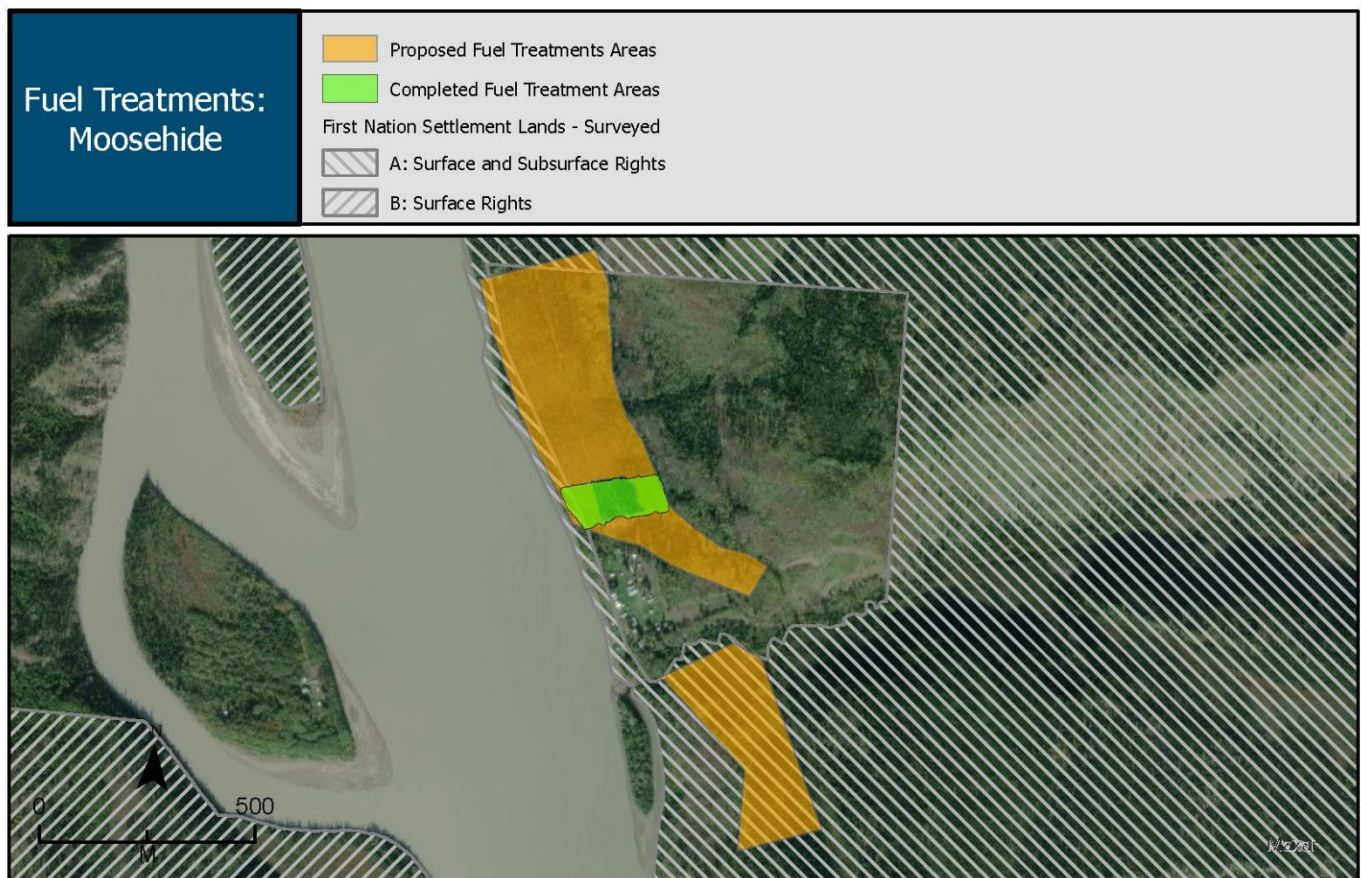 Fuel Treatments:
Moosehide
Proposed Fuel Treatments Areas
Completed Fuel Treatment Areas
First Nation Settlement Lands - Surveyed
A: Surface and Subsurface Rights
B: Surface Rights
N
0 500
M
Maxar